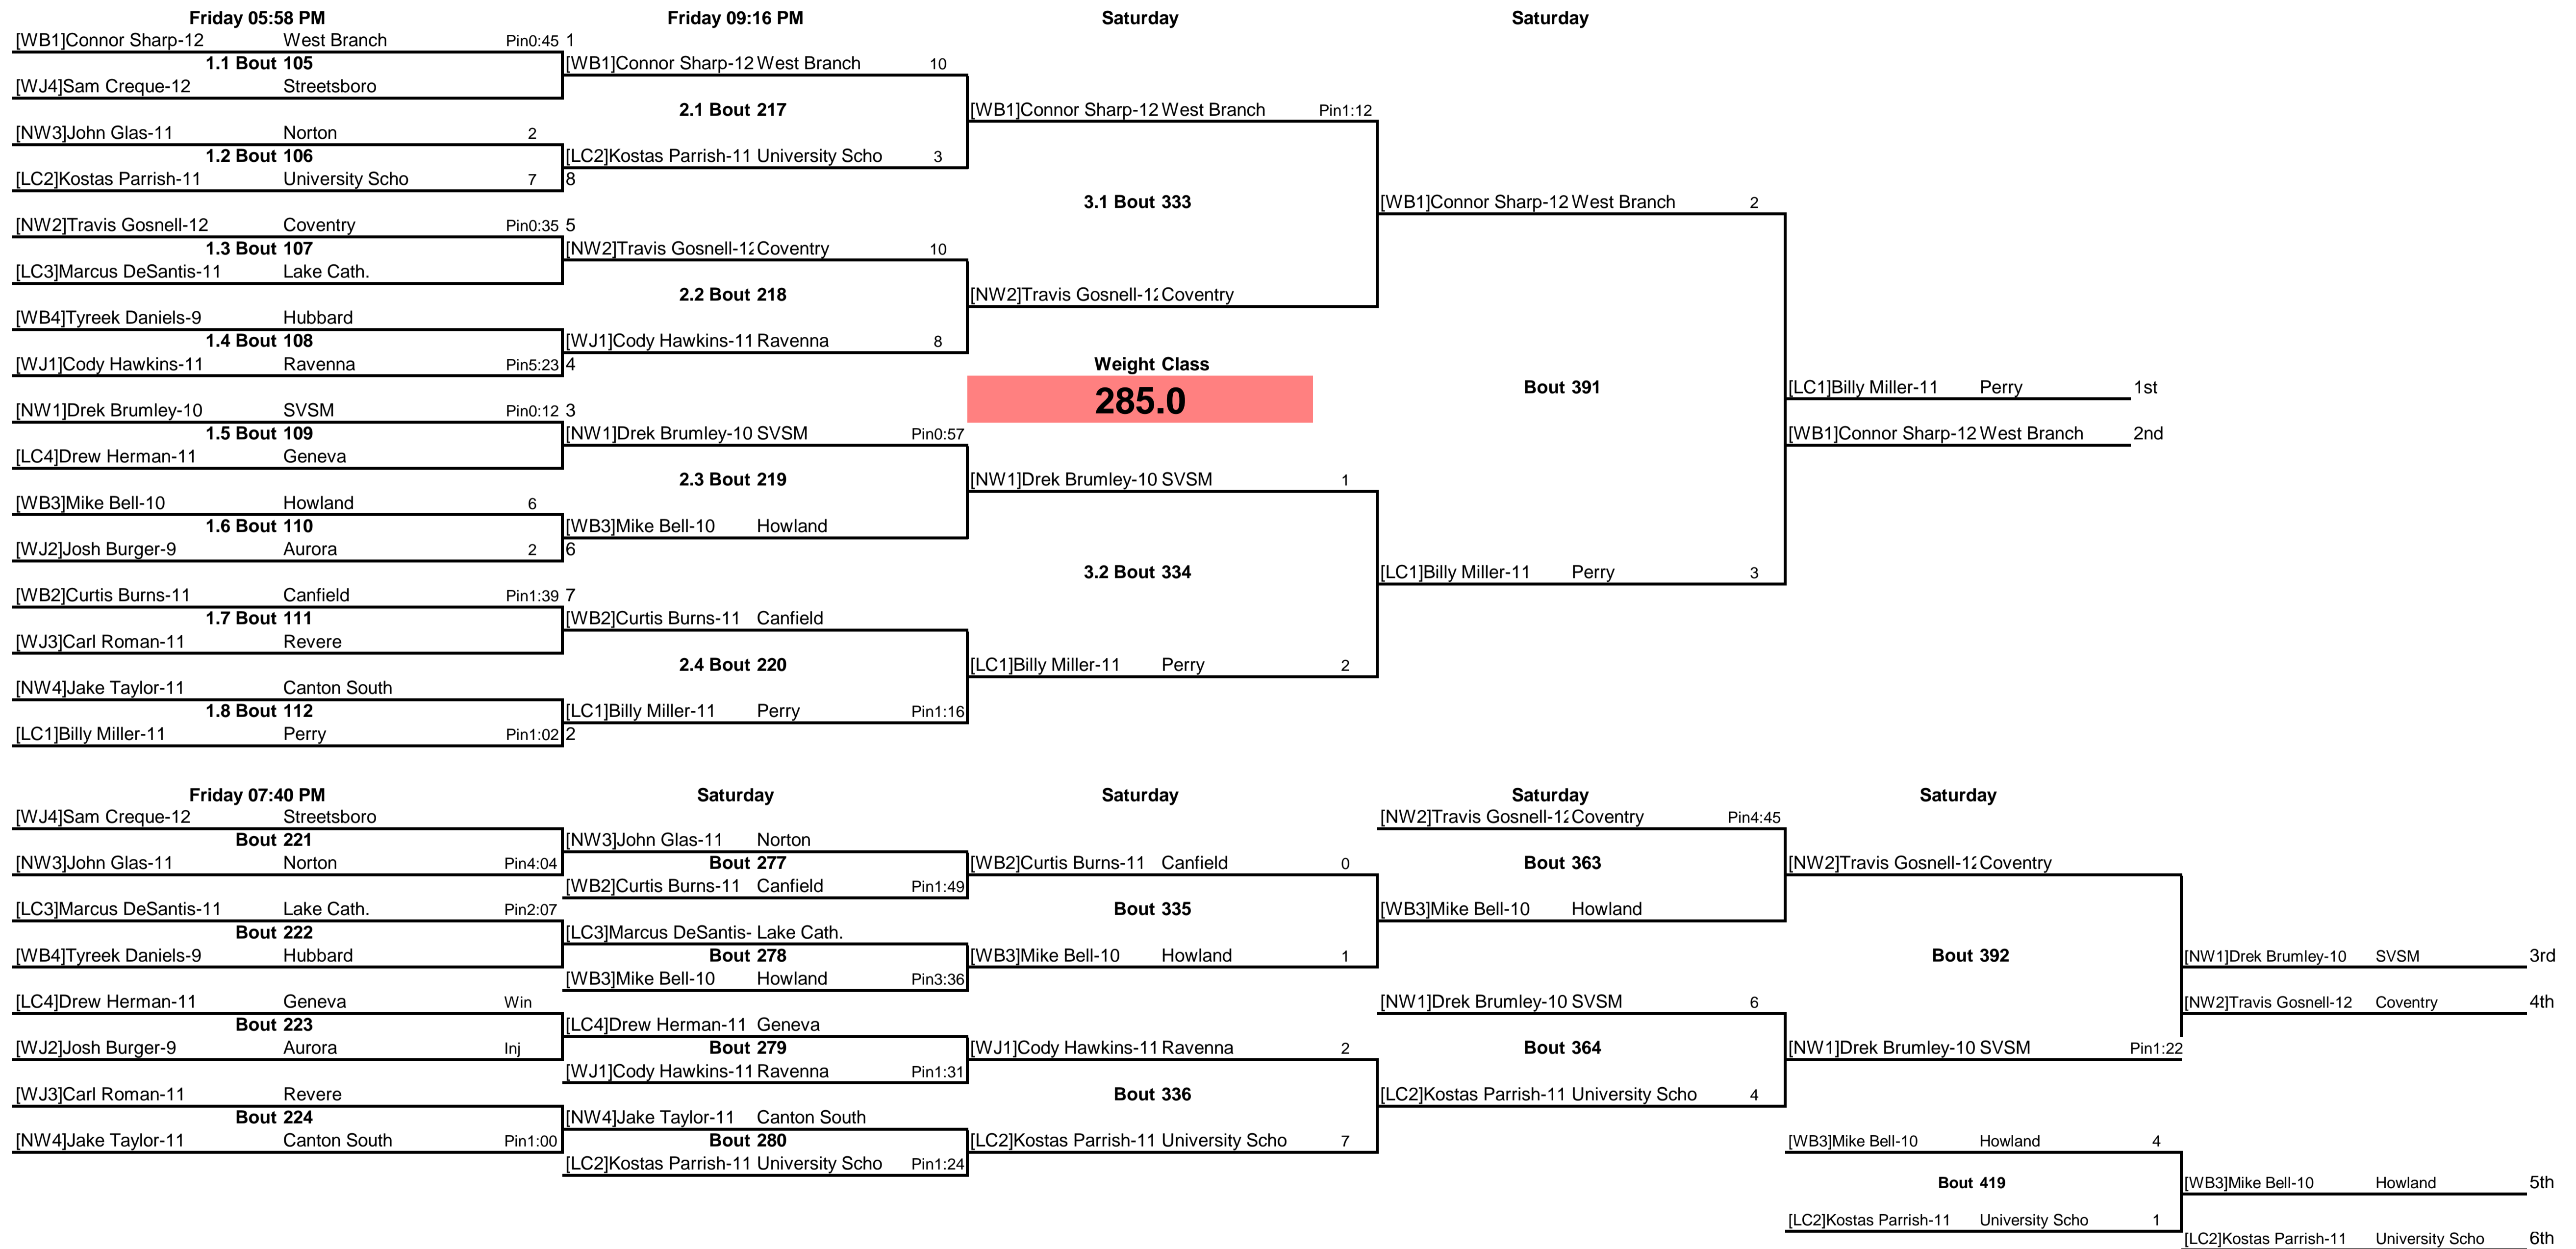 Friday 05:58 PM Friday 09:16 PM Saturday Saturday
[WB1]Connor Sharp-12 West Branch Pin0:45 1
1.1 Bout 105 [WB1]Connor Sharp-12 West Branch 10
[WJ4]Sam Creque-12 Streetsboro
2.1 Bout 217 [WB1]Connor Sharp-12 West Branch Pin1:12
[NW3]John Glas-11 Norton 2
1.2 Bout 106 [LC2]Kostas Parrish-11 University Scho 3
[LC2]Kostas Parrish-11 University Scho 7 8
3.1 Bout 333 [WB1]Connor Sharp-12 West Branch 2
[NW2]Travis Gosnell-12 Coventry Pin0:35 5
1.3 Bout 107 [NW2]Travis Gosnell-12 Coventry 10
[LC3]Marcus DeSantis-11 Lake Cath.
2.2 Bout 218 [NW2]Travis Gosnell-12 Coventry
[WB4]Tyreek Daniels-9 Hubbard
1.4 Bout 108 [WJ1]Cody Hawkins-11 Ravenna 8
[WJ1]Cody Hawkins-11 Ravenna Pin5:23 4 Weight Class
Bout 391 [LC1]Billy Miller-11 Perry 1st
285.0
[NW1]Drek Brumley-10 SVSM Pin0:12 3
1.5 Bout 109 [NW1]Drek Brumley-10 SVSM Pin0:57 [WB1]Connor Sharp-12 West Branch 2nd
[LC4]Drew Herman-11 Geneva
2.3 Bout 219 [NW1]Drek Brumley-10 SVSM 1
[WB3]Mike Bell-10 Howland 6
1.6 Bout 110 [WB3]Mike Bell-10 Howland
[WJ2]Josh Burger-9 Aurora 2 6
3.2 Bout 334 [LC1]Billy Miller-11 Perry 3
[WB2]Curtis Burns-11 Canfield Pin1:39 7
1.7 Bout 111 [WB2]Curtis Burns-11 Canfield
[WJ3]Carl Roman-11 Revere
2.4 Bout 220 [LC1]Billy Miller-11 Perry 2
[NW4]Jake Taylor-11 Canton South
1.8 Bout 112 [LC1]Billy Miller-11 Perry Pin1:16
[LC1]Billy Miller-11 Perry Pin1:02 2
Friday 07:40 PM Saturday Saturday Saturday Saturday
[WJ4]Sam Creque-12 Streetsboro [NW2]Travis Gosnell-12 Coventry Pin4:45
Bout 221 [NW3]John Glas-11 Norton
[NW3]John Glas-11 Norton Pin4:04 Bout 277 [WB2]Curtis Burns-11 Canfield 0 Bout 363 [NW2]Travis Gosnell-12 Coventry
[WB2]Curtis Burns-11 Canfield Pin1:49
[LC3]Marcus DeSantis-11 Lake Cath. Pin2:07 Bout 335 [WB3]Mike Bell-10 Howland
Bout 222 [LC3]Marcus DeSantis- Lake Cath.
[WB4]Tyreek Daniels-9 Hubbard Bout 278 [WB3]Mike Bell-10 Howland 1 Bout 392 [NW1]Drek Brumley-10 SVSM 3rd
[WB3]Mike Bell-10 Howland Pin3:36
[LC4]Drew Herman-11 Geneva Win [NW1]Drek Brumley-10 SVSM 6 [NW2]Travis Gosnell-12 Coventry 4th
Bout 223 [LC4]Drew Herman-11 Geneva
[WJ2]Josh Burger-9 Aurora Inj Bout 279 [WJ1]Cody Hawkins-11 Ravenna 2 Bout 364 [NW1]Drek Brumley-10 SVSM Pin1:22
[WJ1]Cody Hawkins-11 Ravenna Pin1:31
[WJ3]Carl Roman-11 Revere Bout 336 [LC2]Kostas Parrish-11 University Scho 4
Bout 224 [NW4]Jake Taylor-11 Canton South
[NW4]Jake Taylor-11 Canton South Pin1:00 Bout 280 [LC2]Kostas Parrish-11 University Scho 7 [WB3]Mike Bell-10 Howland 4
[LC2]Kostas Parrish-11 University Scho Pin1:24
Bout 419 [WB3]Mike Bell-10 Howland 5th
[LC2]Kostas Parrish-11 University Scho 1
[LC2]Kostas Parrish-11 University Scho 6th